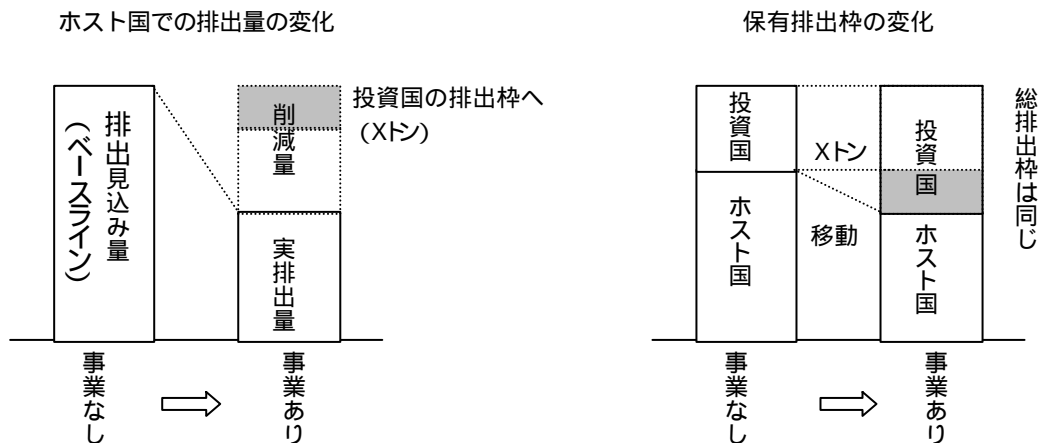 ホスト国での排出量の変化
排出見込み量
(ベースライン)
削減量
投資国の排出枠へ
(Xトン)
実排出量
事業なし
事業あり
保有排出枠の変化
投資国
ホスト国
Xトン
移動
投資国
ホスト国
総排出枠は同じ
事業なし
事業あり